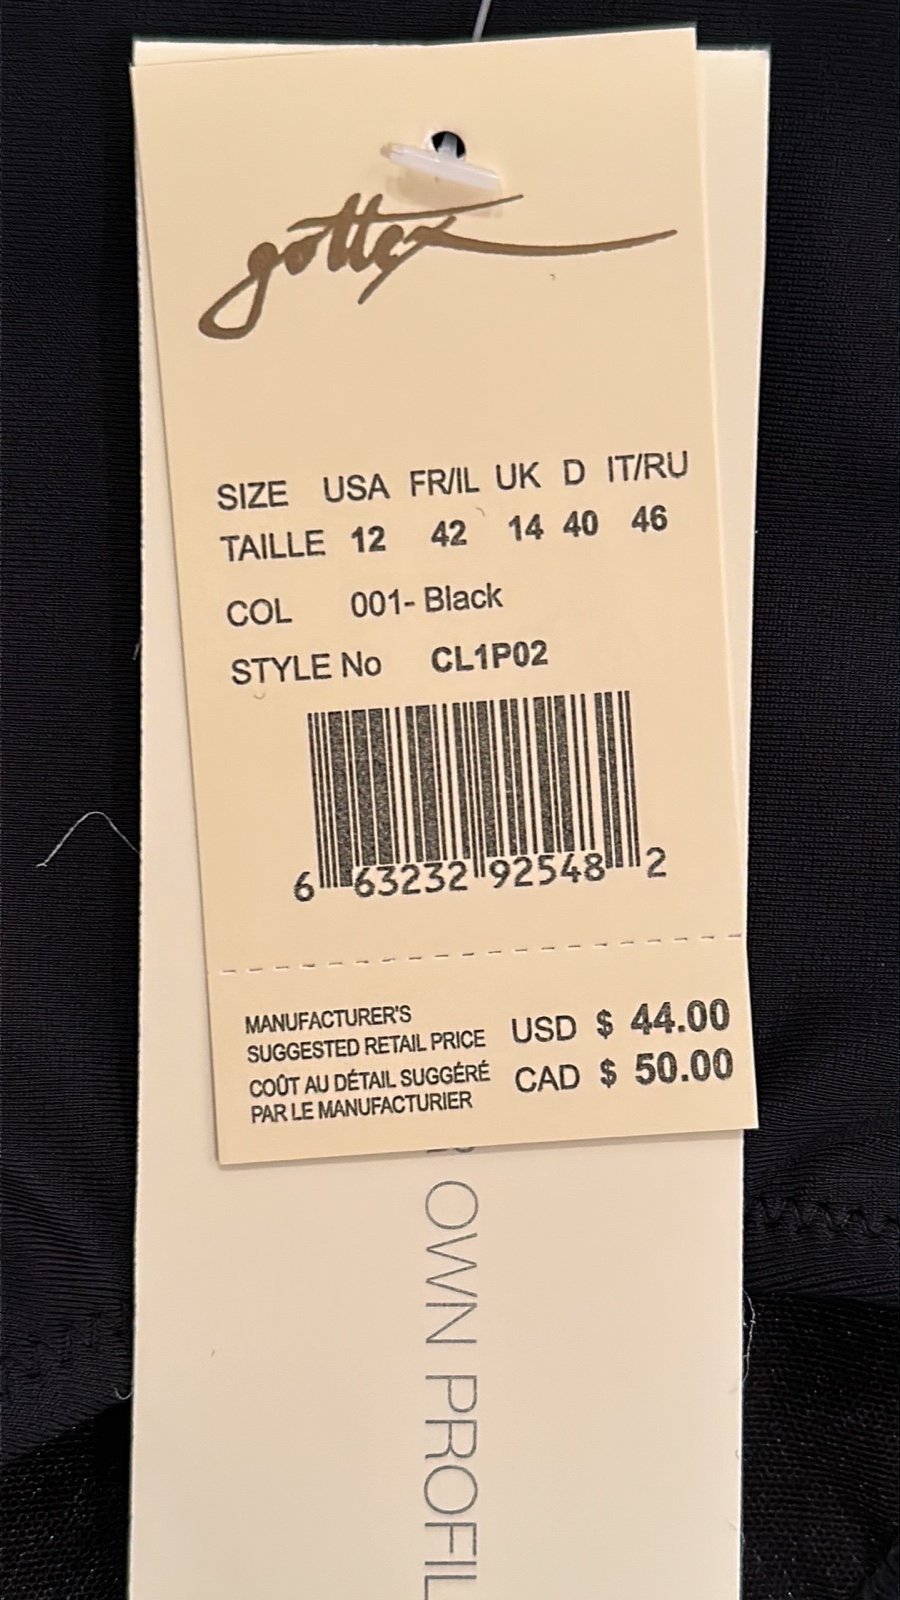 gottex
SIZE USA FR/IL UK D IT/RU
TAILLE 12 42 14 40 46
COL 001- Black
STYLE No CL1P02
6 63232 92548 2
MANUFACTURER'S
SUGGESTED RETAIL PRICE USD $ 44.00
COÛT AU DÉTAIL SUGGÉRÉ
PAR LE MANUFACTURIER CAD $ 50.00
OWN PROFIL